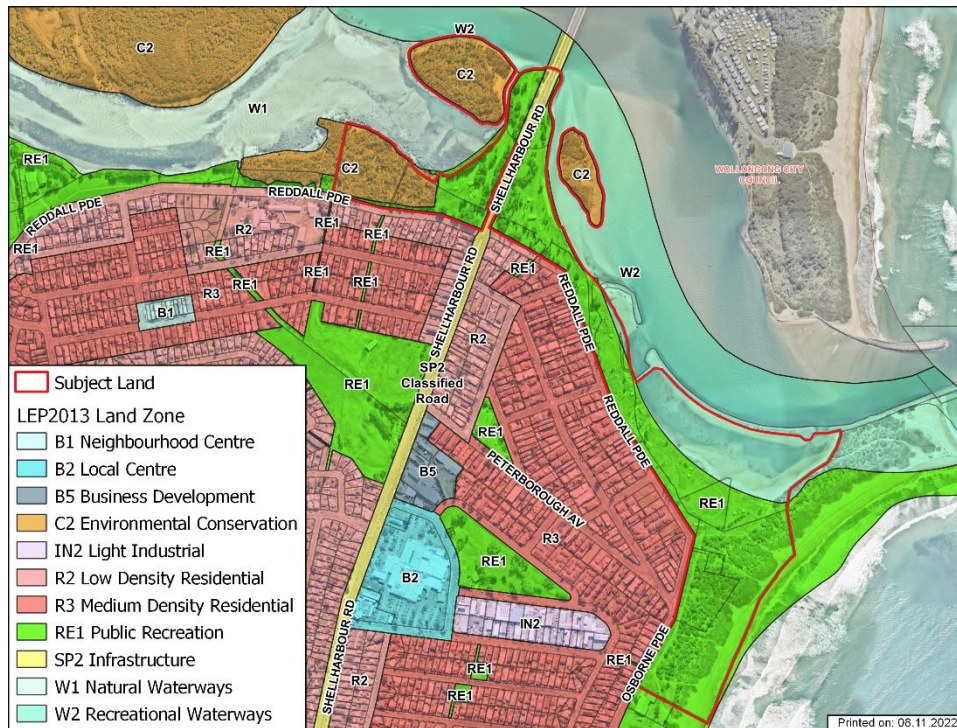 W2
C2
C2
W1
SHELLHARBOUR RD
C2
C2
RE1
REDDALL PDE
REDDALL PDE
WOLLONGONG CITY
COUNCIL
RE1
R2
RE1
RE1
RE1
RE1
W2
R3
RE1
RE1
B1
SHELLHARBOUR RD
R2
REDDALL PDE
SP2
Classified
Road
RE1
REDDALL PDE
RE1
B5
PETERBOROUGH AV
RE1
R3
RE1
B2
IN2
SHELLHARBOUR RD
RE1
RE1
R2
RE1
OSBORNE PDE
Subject Land
LEP2013 Land Zone
B1 Neighbourhood Centre
B2 Local Centre
B5 Business Development
C2 Environmental Conservation
IN2 Light Industrial
R2 Low Density Residential
R3 Medium Density Residential
RE1 Public Recreation
SP2 Infrastructure
W1 Natural Waterways
W2 Recreational Waterways
Printed on: 08.11.2022